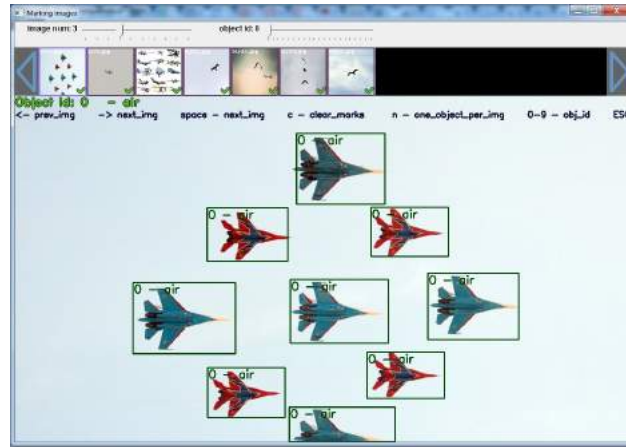 Marking images
image num: 3
object id: 0
Object id: 0 - air
<- prev_img -> next_img space - next_img c - clear_marks n - one_object_per_img 0-9 - obj_id ESC
0 - air
0 - air
0 - air
0 - air
0 - air
0 - air
0 - air
0 - air
0 - air